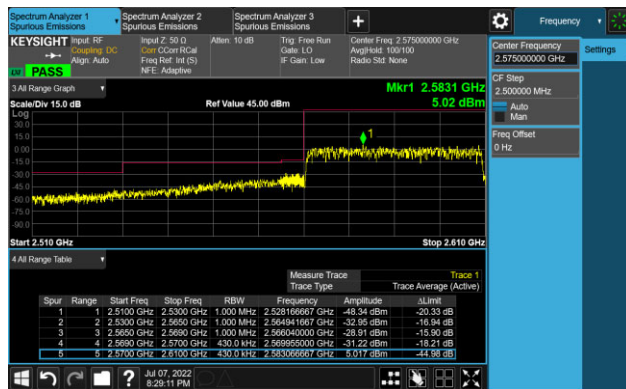 Spectrum Analyzer 1
Spurious Emissions
Spectrum Analyzer 2
Spurious Emissions
Spectrum Analyzer 3
Spurious Emissions
Frequency
KEYSIGHT
Input: RF
Coupling: DC
Align: Auto
Input Z: 50 Ω
Corr CCorr RCal
Freq Ref: Int (S)
NFE: Adaptive
Atten: 10 dB
Trig: Free Run
Gate: LO
IF Gain: Low
Center Freq: 2.575000000 GHz
Avg|Hold: 100/100
Radio Std: None
PASS
Center Frequency
2.575000000 GHz
Settings
CF Step
2.500000 MHz
Auto
Man
Freq Offset
0 Hz
3 All Range Graph
Mkr1 2.5831 GHz
5.02 dBm
Scale/Div 15.0 dB
Ref Value 45.00 dBm
Log
30.0
15.0
0.00
-15.0
-30.0
-45.0
-60.0
-75.0
-90.0
1
Start 2.510 GHz
Stop 2.610 GHz
4 All Range Table
Measure Trace Trace 1
Trace Type Trace Average (Active)
Spur Range Start Freq Stop Freq RBW Frequency Amplitude ΔLimit
1 1 2.5100 GHz 2.5300 GHz 1.000 MHz 2.528166667 GHz -48.34 dBm -20.33 dB
2 2 2.5300 GHz 2.5650 GHz 1.000 MHz 2.564941667 GHz -32.95 dBm -16.94 dB
3 3 2.5650 GHz 2.5690 GHz 1.000 MHz 2.566040000 GHz -28.91 dBm -15.90 dB
4 4 2.5690 GHz 2.5700 GHz 430.0 kHz 2.569955000 GHz -31.22 dBm -18.21 dB
5 5 2.5700 GHz 2.6100 GHz 430.0 kHz 2.583066667 GHz 5.017 dBm -44.98 dB
Jul 07, 2022
8:29:11 PM